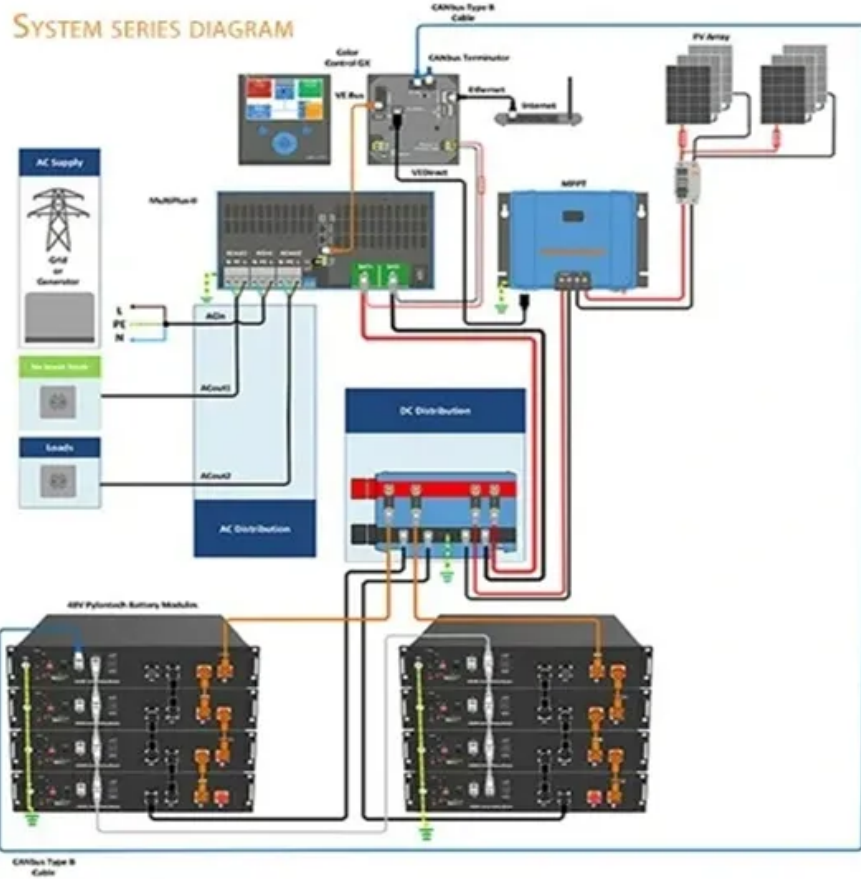 SYSTEM SERIES DIAGRAM
CANbus Type B
Cable
Color
Control GX
CANbus Terminator
PV Array
VE Bus
Ethernet
Internet
AC Supply
VEDirect
MPPT
MultiPlus-II
Grid
or
Generator
L
PE
N
ACin
ACout1
DC Distribution
Loads
ACout2
AC Distribution
48V Pylontech Battery Modules
CANbus Type B
Cable